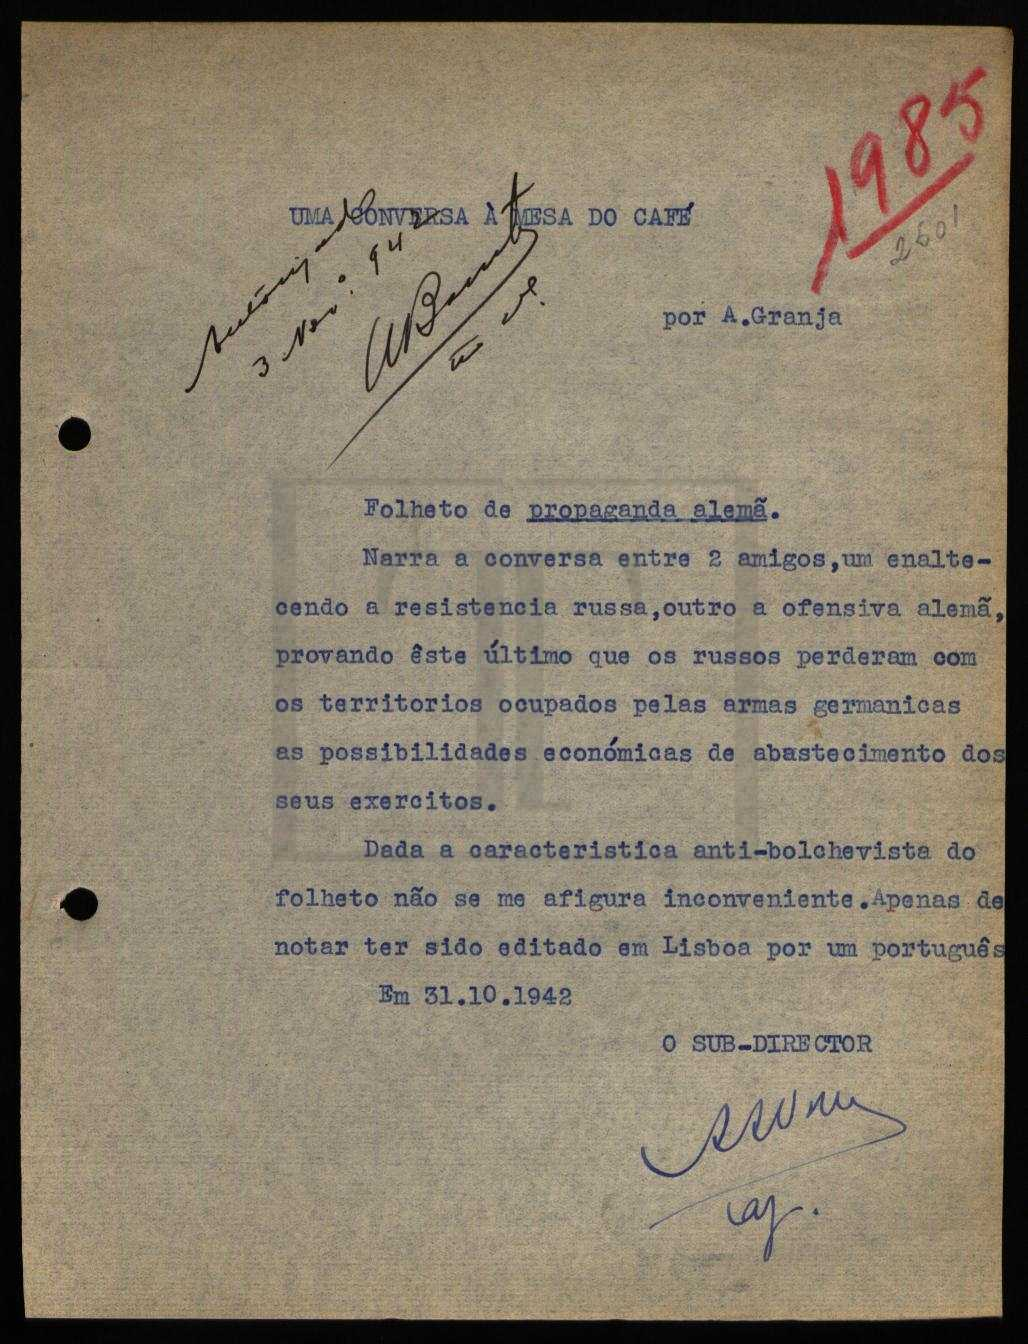 1985
2601
UMA CONVERSA À MESA DO CAFÉ
Autorizado
3 Nov.º 942
por A.Granja
Folheto de propaganda alemã.
Narra a conversa entre 2 amigos,um enalte-
cendo a resistencia russa,outro a ofensiva alemã,
provando êste último que os russos perderam com
os territorios ocupados pelas armas germanicas
as possibilidades económicas de abastecimento dos
seus exercitos.
Dada a caracteristica anti-bolchevista do
folheto não se me afigura inconveniente.Apenas de
notar ter sido editado em Lisboa por um português
Em 31.10.1942
O SUB-DIRECTOR